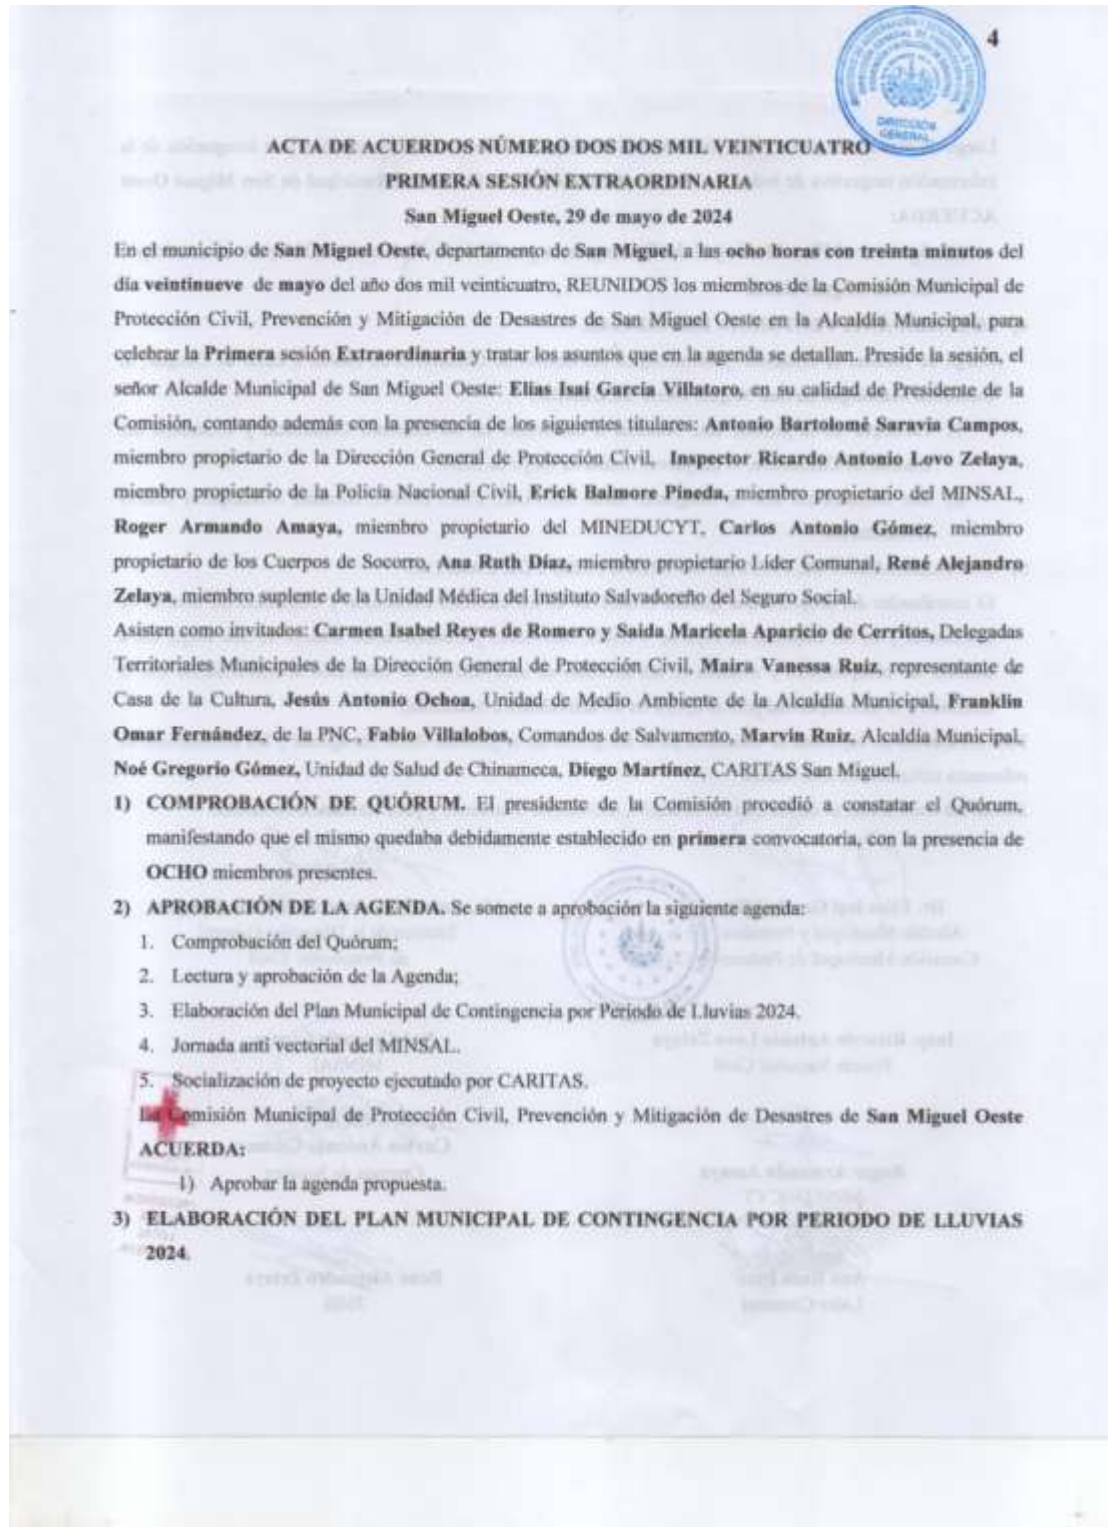 4
DIRECCIÓN
GENERAL
ACTA DE ACUERDOS NÚMERO DOS DOS MIL VEINTICUATRO
PRIMERA SESIÓN EXTRAORDINARIA
San Miguel Oeste, 29 de mayo de 2024
En el municipio de San Miguel Oeste, departamento de San Miguel, a las ocho horas con treinta minutos del
día veintinueve de mayo del año dos mil veinticuatro, REUNIDOS los miembros de la Comisión Municipal de
Protección Civil, Prevención y Mitigación de Desastres de San Miguel Oeste en la Alcaldía Municipal, para
celebrar la Primera sesión Extraordinaria y tratar los asuntos que en la agenda se detallan. Preside la sesión, el
señor Alcalde Municipal de San Miguel Oeste: Elías Isaí García Villatoro, en su calidad de Presidente de la
Comisión, contando además con la presencia de los siguientes titulares: Antonio Bartolomé Saravia Campos,
miembro propietario de la Dirección General de Protección Civil, Inspector Ricardo Antonio Lovo Zelaya,
miembro propietario de la Policía Nacional Civil, Erick Balmore Pineda, miembro propietario del MINSAL,
Roger Armando Amaya, miembro propietario del MINEDUCYT, Carlos Antonio Gómez, miembro
propietario de los Cuerpos de Socorro, Ana Ruth Díaz, miembro propietario Líder Comunal, René Alejandro
Zelaya, miembro suplente de la Unidad Médica del Instituto Salvadoreño del Seguro Social.
Asisten como invitados: Carmen Isabel Reyes de Romero y Saida Maricela Aparicio de Cerritos, Delegadas
Territoriales Municipales de la Dirección General de Protección Civil, Maira Vanessa Ruiz, representante de
Casa de la Cultura, Jesús Antonio Ochoa, Unidad de Medio Ambiente de la Alcaldía Municipal, Franklin
Omar Fernández, de la PNC, Fabio Villalobos, Comandos de Salvamento, Marvin Ruiz, Alcaldía Municipal,
Noé Gregorio Gómez, Unidad de Salud de Chinameca, Diego Martínez, CARITAS San Miguel.
1) COMPROBACIÓN DE QUÓRUM. El presidente de la Comisión procedió a constatar el Quórum,
manifestando que el mismo quedaba debidamente establecido en primera convocatoria, con la presencia de
OCHO miembros presentes.
2) APROBACIÓN DE LA AGENDA. Se somete a aprobación la siguiente agenda:
1. Comprobación del Quórum;
2. Lectura y aprobación de la Agenda;
3. Elaboración del Plan Municipal de Contingencia por Periodo de Lluvias 2024.
4. Jornada anti vectorial del MINSAL.
5. Socialización de proyecto ejecutado por CARITAS.
La Comisión Municipal de Protección Civil, Prevención y Mitigación de Desastres de San Miguel Oeste
ACUERDA:
1) Aprobar la agenda propuesta.
3) ELABORACIÓN DEL PLAN MUNICIPAL DE CONTINGENCIA POR PERIODO DE LLUVIAS
2024.